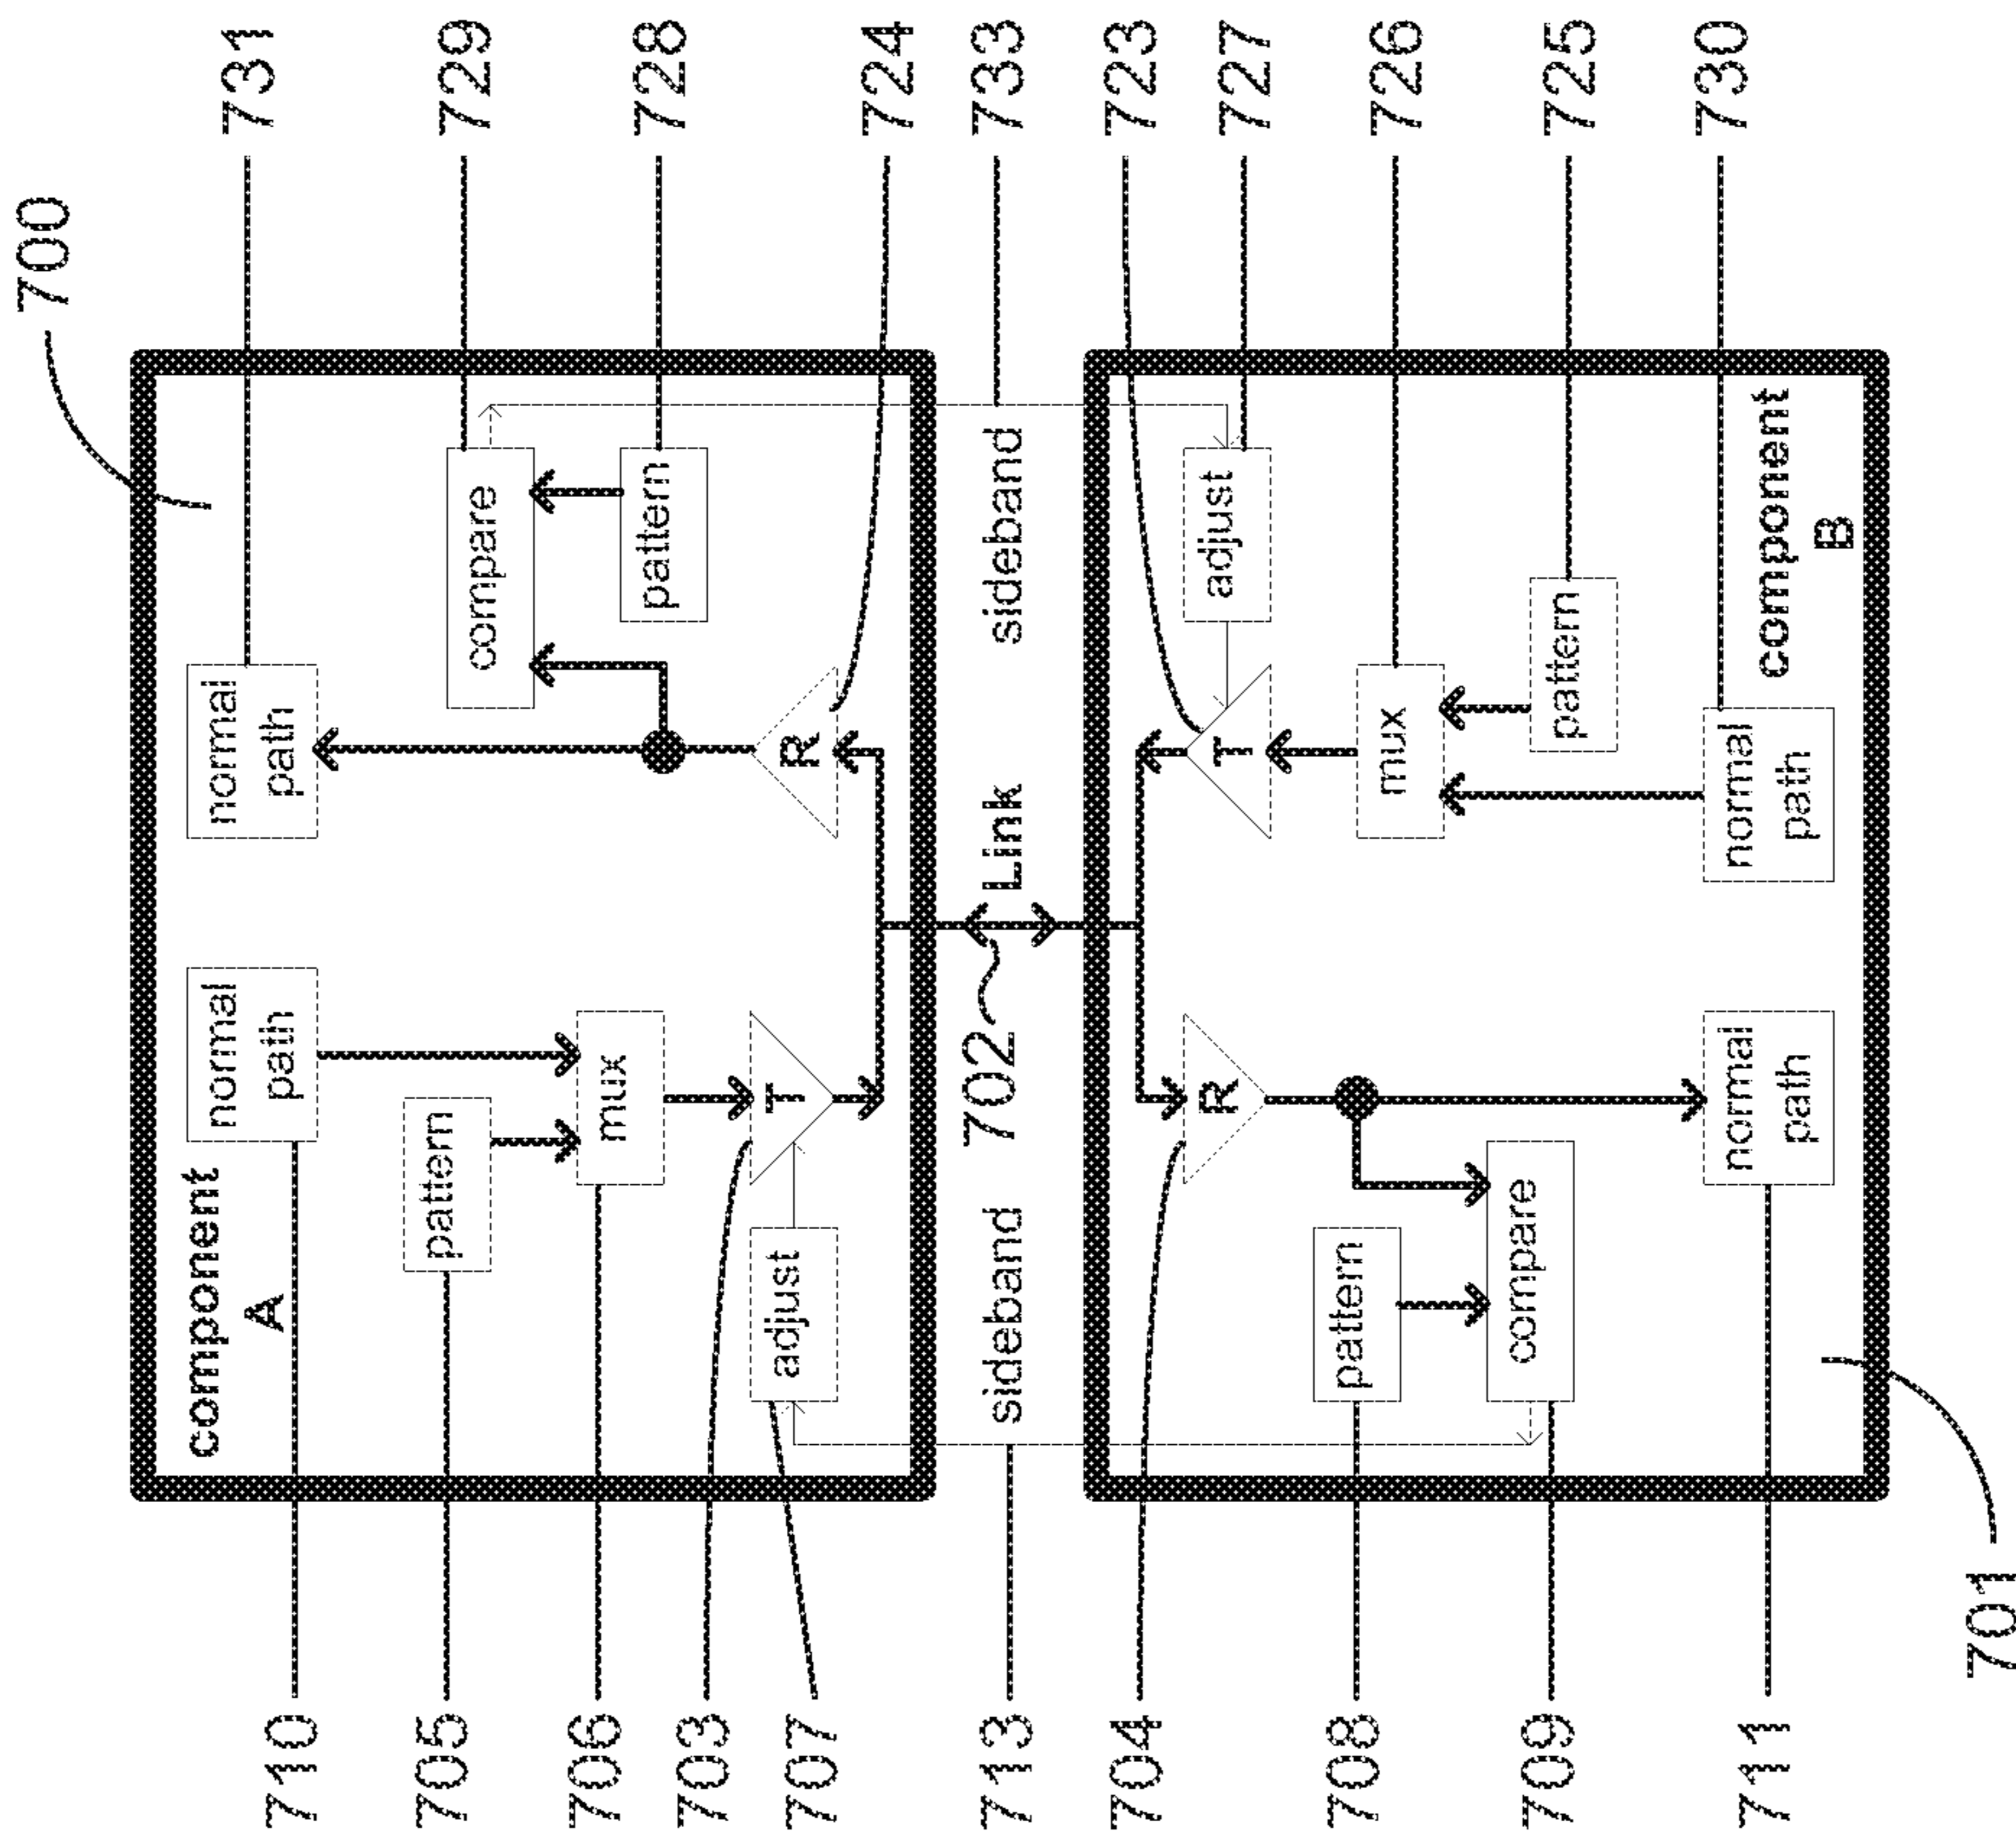 700
component
A
normal
path
normal
path
710
731
705
pattern
compare
729
706
mux
pattern
728
703
707
adjust
T
R
724
713
sideband
702
Link
sideband
733
704
R
T
adjust
723
727
708
pattern
mux
726
709
compare
pattern
725
711
normal
path
normal
path
component
B
730
701